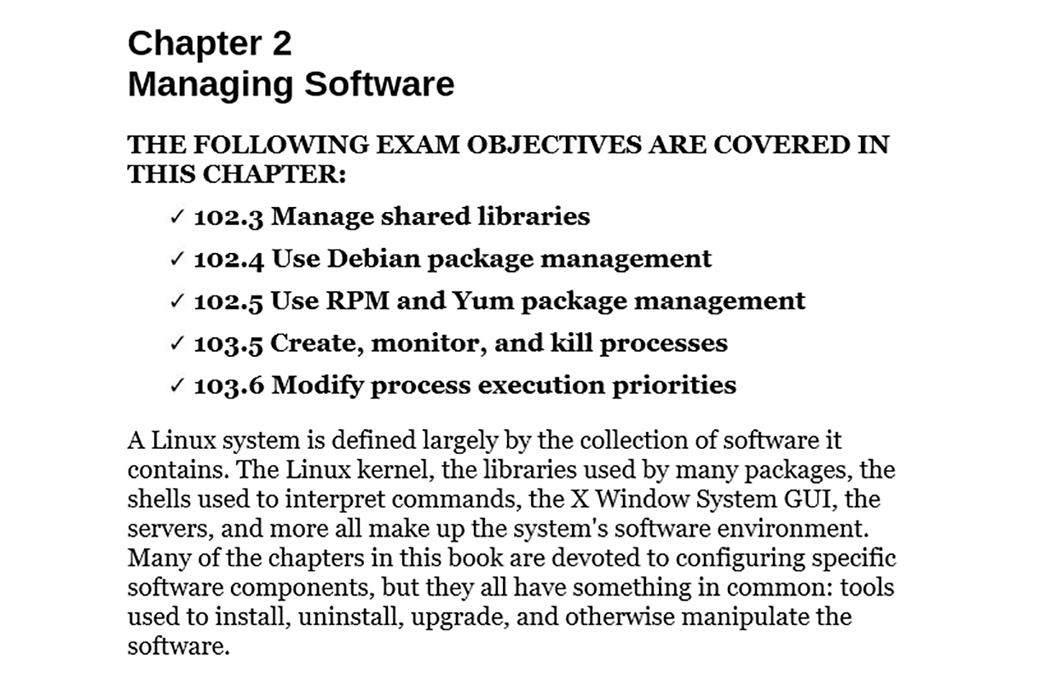 Chapter 2
Managing Software
THE FOLLOWING EXAM OBJECTIVES ARE COVERED IN
THIS CHAPTER:
✓ 102.3 Manage shared libraries
✓ 102.4 Use Debian package management
✓ 102.5 Use RPM and Yum package management
✓ 103.5 Create, monitor, and kill processes
✓ 103.6 Modify process execution priorities
A Linux system is defined largely by the collection of software it
contains. The Linux kernel, the libraries used by many packages, the
shells used to interpret commands, the X Window System GUI, the
servers, and more all make up the system's software environment.
Many of the chapters in this book are devoted to configuring specific
software components, but they all have something in common: tools
used to install, uninstall, upgrade, and otherwise manipulate the
software.